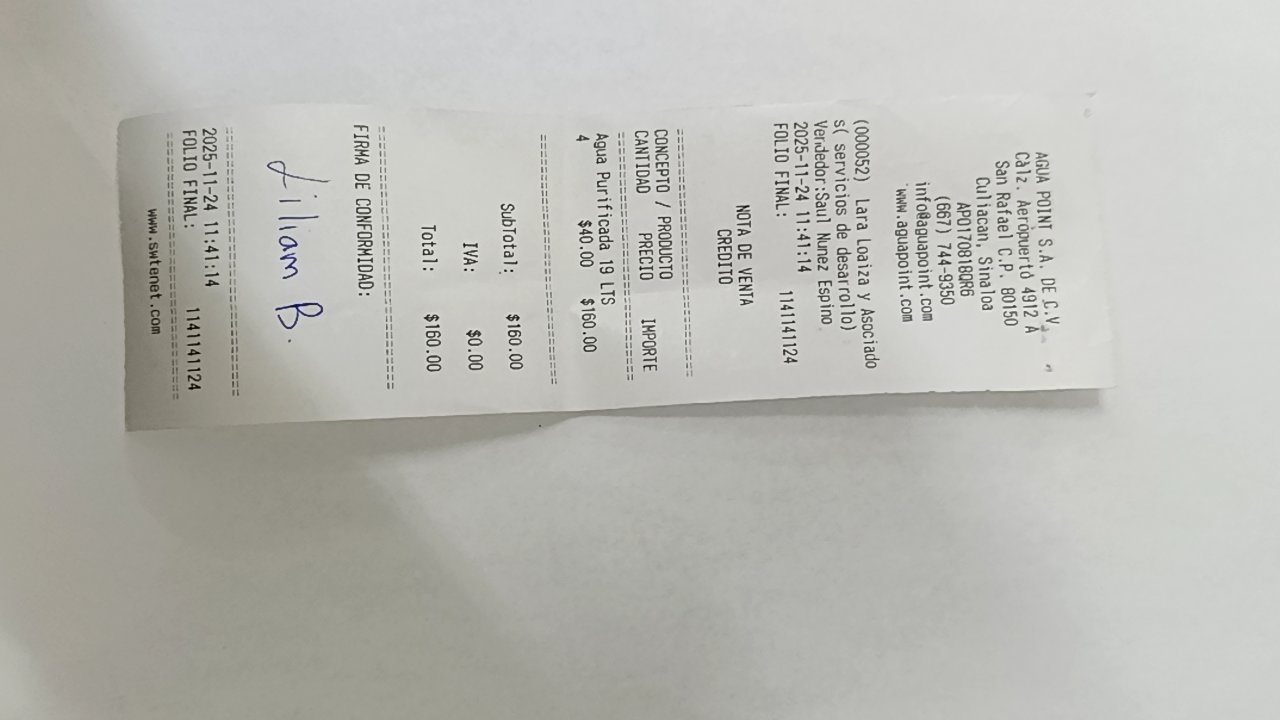 AGUA POINT S.A. DE C.V.
Calz. Aeropuerto 4912 A
San Rafael C.P. 80150
Culiacan, Sinaloa
APO170818QR6
(667) 744-9350
info@aguapoint.com
www.aguapoint.com
NOTA DE VENTA
CREDITO
(000052) Lara Loaiza y Asociado
s( servicios de desarrollo)
Vendedor:Saul Nunez Espino
2025-11-24 11:41:14
FOLIO FINAL: 1141141124
==============================
CONCEPTO / PRODUCTO
CANTIDAD PRECIO IMPORTE
==============================
Agua Purificada 19 LTS
4 $40.00 $160.00
==============================
SubTotal: $160.00
IVA: $0.00
Total: $160.00
==============================
FIRMA DE CONFORMIDAD:
Liliam B.
==============================
2025-11-24 11:41:14
FOLIO FINAL: 1141141124
==============================
www.swtenet.com